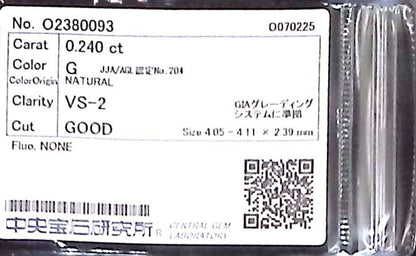 No. O2380093 O070225
Carat 0.240 ct
Color G JJA/AGL認定No.204
ColorOrigin NATURAL
Clarity VS-2 GIAグレーディング
システムに準拠
Cut GOOD Size 4.05 - 4.11 × 2.39 mm
Fluo. NONE
中央宝石研究所® CENTRAL GEM
LABORATORY